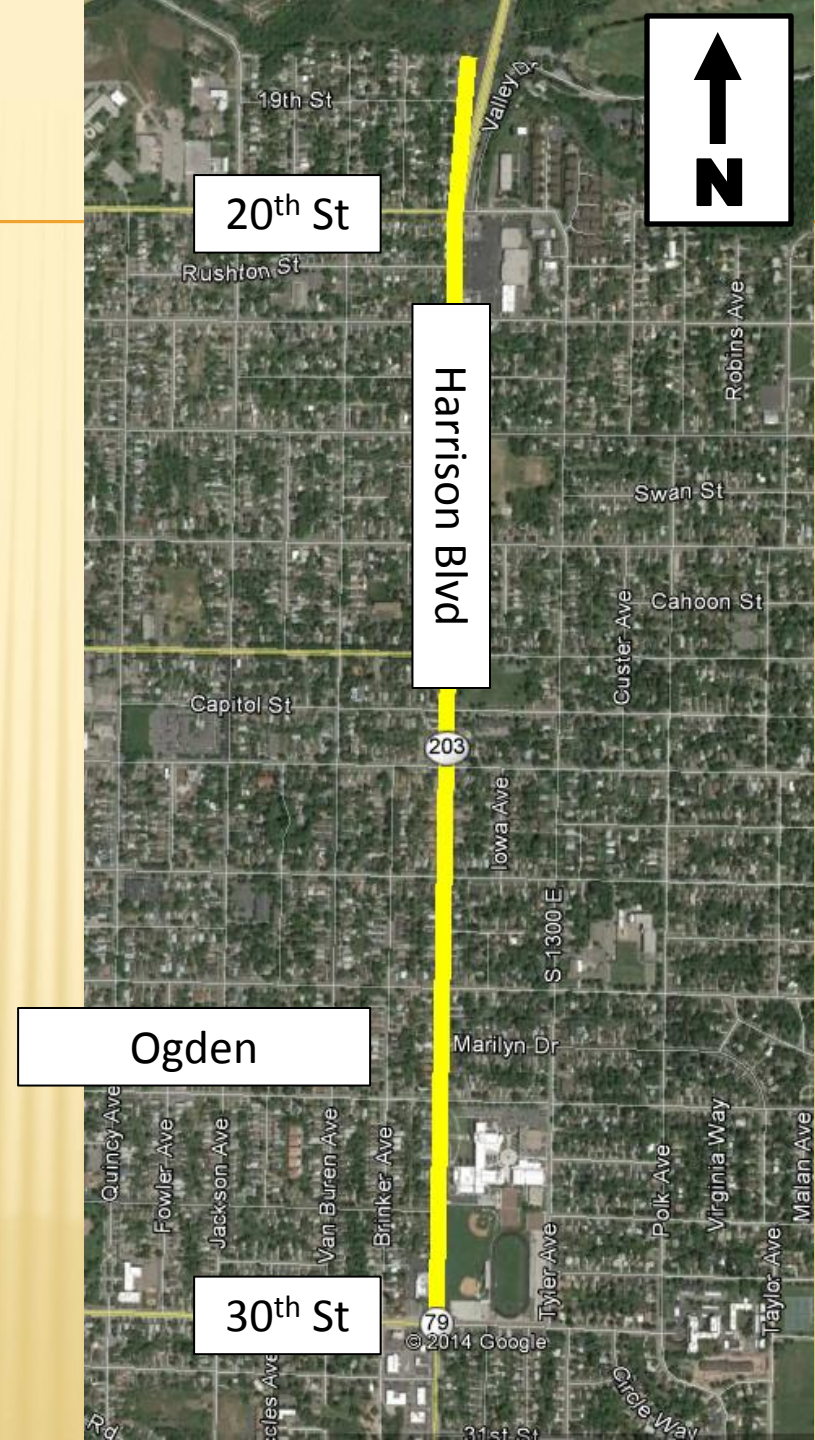 19th St
Valley Dr
N
20th St
Rushton St
Robins Ave
Harrison Blvd
Swan St
Cahoon St
Custer Ave
Capitol St
203
Iowa Ave
S 1300 E
Ogden
Marilyn Dr
Quincy Ave
Fowler Ave
Jackson Ave
Van Buren Ave
Brinker Ave
Polk Ave
Virginia Way
Malan Ave
Tyler Ave
Taylor Ave
30th St
79
© 2014 Google
ccles Ave
Circle Way
Rd
31st St